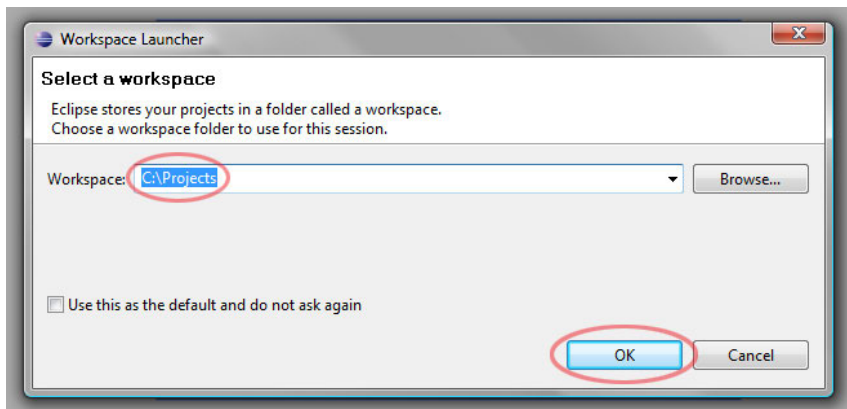 Workspace Launcher
Select a workspace
Eclipse stores your projects in a folder called a workspace.
Choose a workspace folder to use for this session.
Workspace: C:\Projects Browse...
Use this as the default and do not ask again
OK Cancel